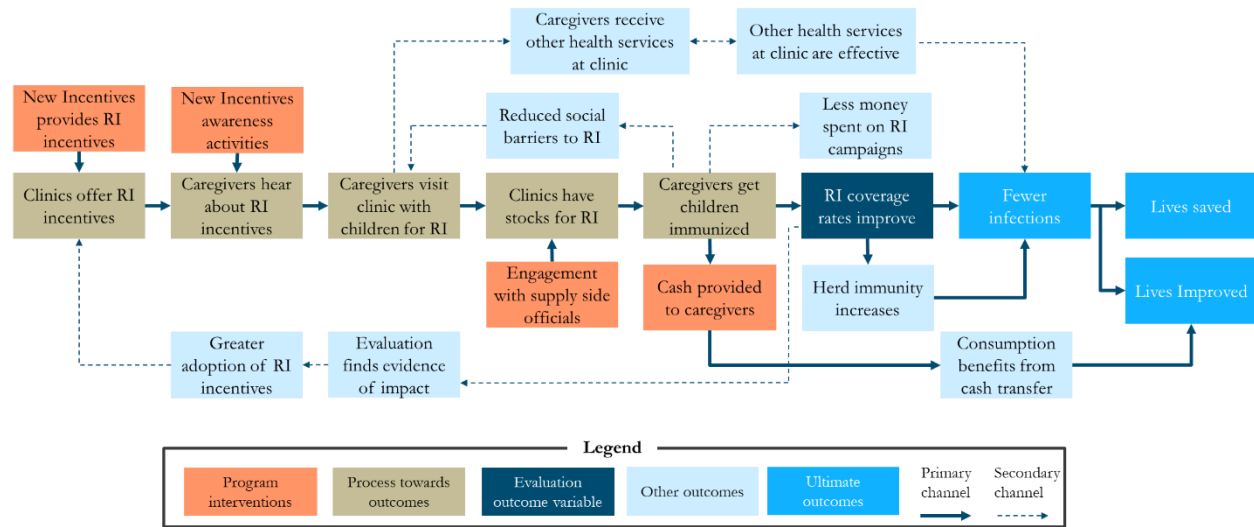 Caregivers receive
other health services
at clinic
Other health services
at clinic are effective
New Incentives
provides RI
incentives
New Incentives
awareness
activities
Reduced social
barriers to RI
Less money
spent on RI
campaigns
Clinics offer RI
incentives
Caregivers hear
about RI
incentives
Caregivers visit
clinic with
children for RI
Clinics have
stocks for RI
Caregivers get
children
immunized
RI coverage
rates improve
Fewer
infections
Lives saved
Engagement
with supply side
officials
Cash provided
to caregivers
Herd immunity
increases
Lives Improved
Greater
adoption of RI
incentives
Evaluation
finds evidence
of impact
Consumption
benefits from
cash transfer
Legend
Program
interventions
Process towards
outcomes
Evaluation
outcome variable
Other outcomes
Ultimate
outcomes
Primary
channel
Secondary
channel